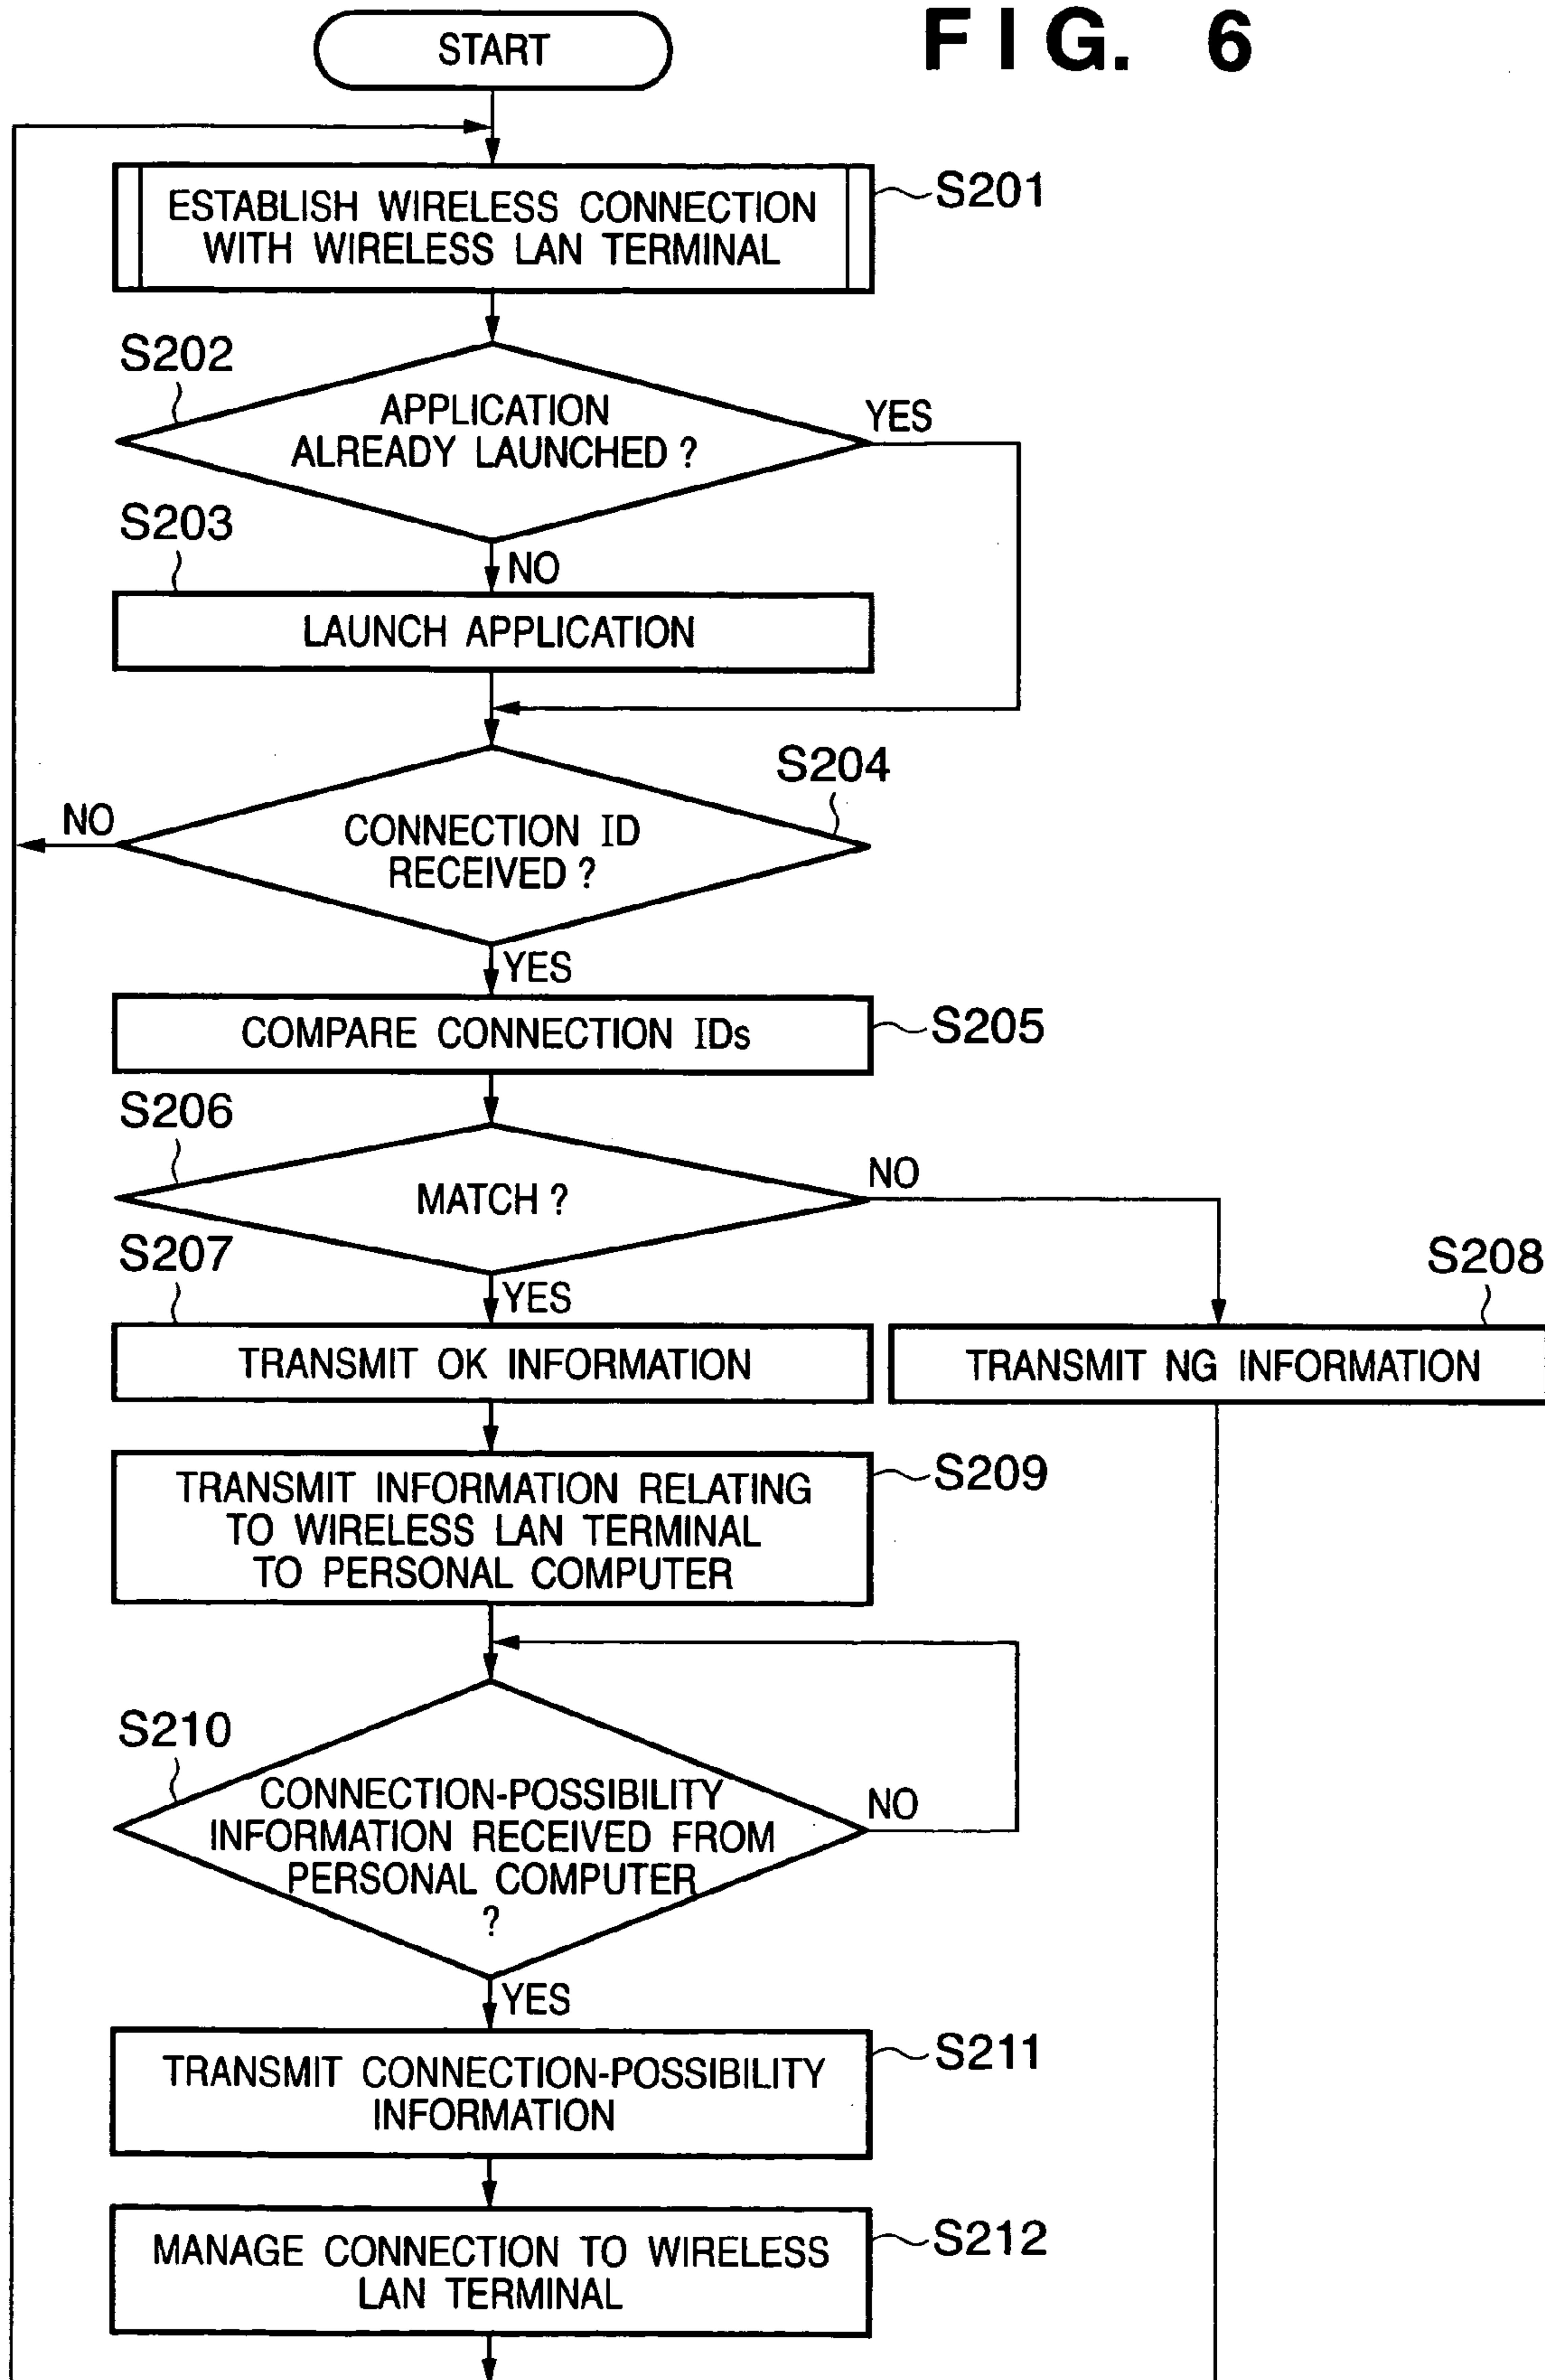 FIG. 6
START
ESTABLISH WIRELESS CONNECTION
WITH WIRELESS LAN TERMINAL
S201
S202
APPLICATION
ALREADY LAUNCHED ?
YES
NO
S203
LAUNCH APPLICATION
S204
CONNECTION ID
RECEIVED ?
NO
YES
COMPARE CONNECTION IDs
S205
S206
MATCH ?
NO
YES
S207
TRANSMIT OK INFORMATION
S208
TRANSMIT NG INFORMATION
TRANSMIT INFORMATION RELATING
TO WIRELESS LAN TERMINAL
TO PERSONAL COMPUTER
S209
S210
CONNECTION-POSSIBILITY
INFORMATION RECEIVED FROM
PERSONAL COMPUTER
?
NO
YES
TRANSMIT CONNECTION-POSSIBILITY
INFORMATION
S211
MANAGE CONNECTION TO WIRELESS
LAN TERMINAL
S212